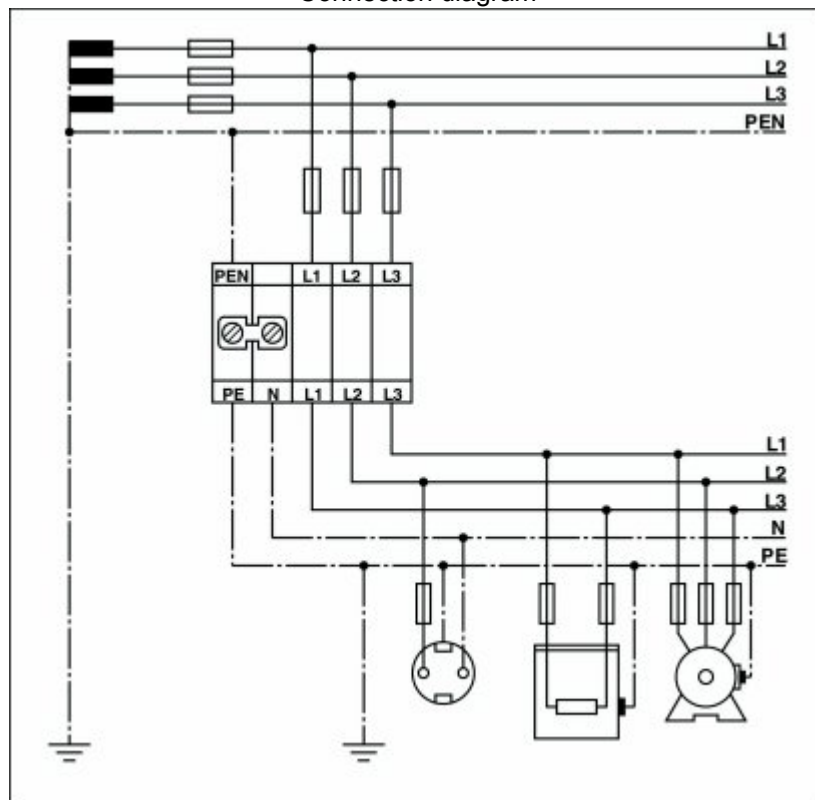 Connection diagram
L1
L2
L3
PEN
PEN L1 L2 L3
PE N L1 L2 L3
L1
L2
L3
N
PE